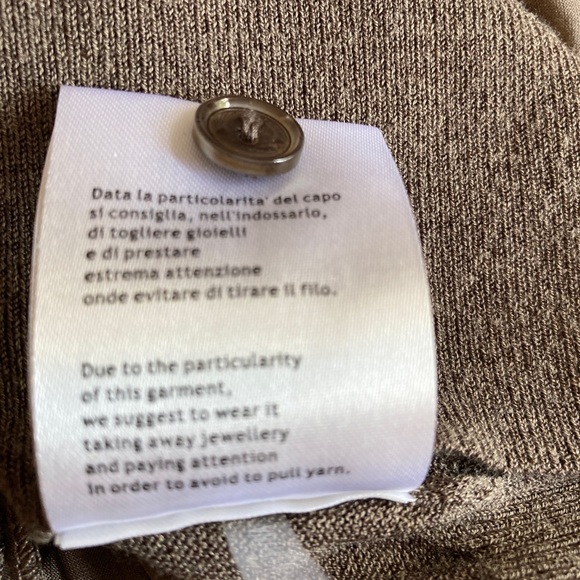 Data la particolarita' del capo
si consiglia, nell'indossarlo,
di togliere gioielli
e di prestare
estrema attenzione
onde evitare di tirare il filo.
Due to the particularity
of this garment,
we suggest to wear it
taking away jewellery
and paying attention
in order to avoid to pull yarn.